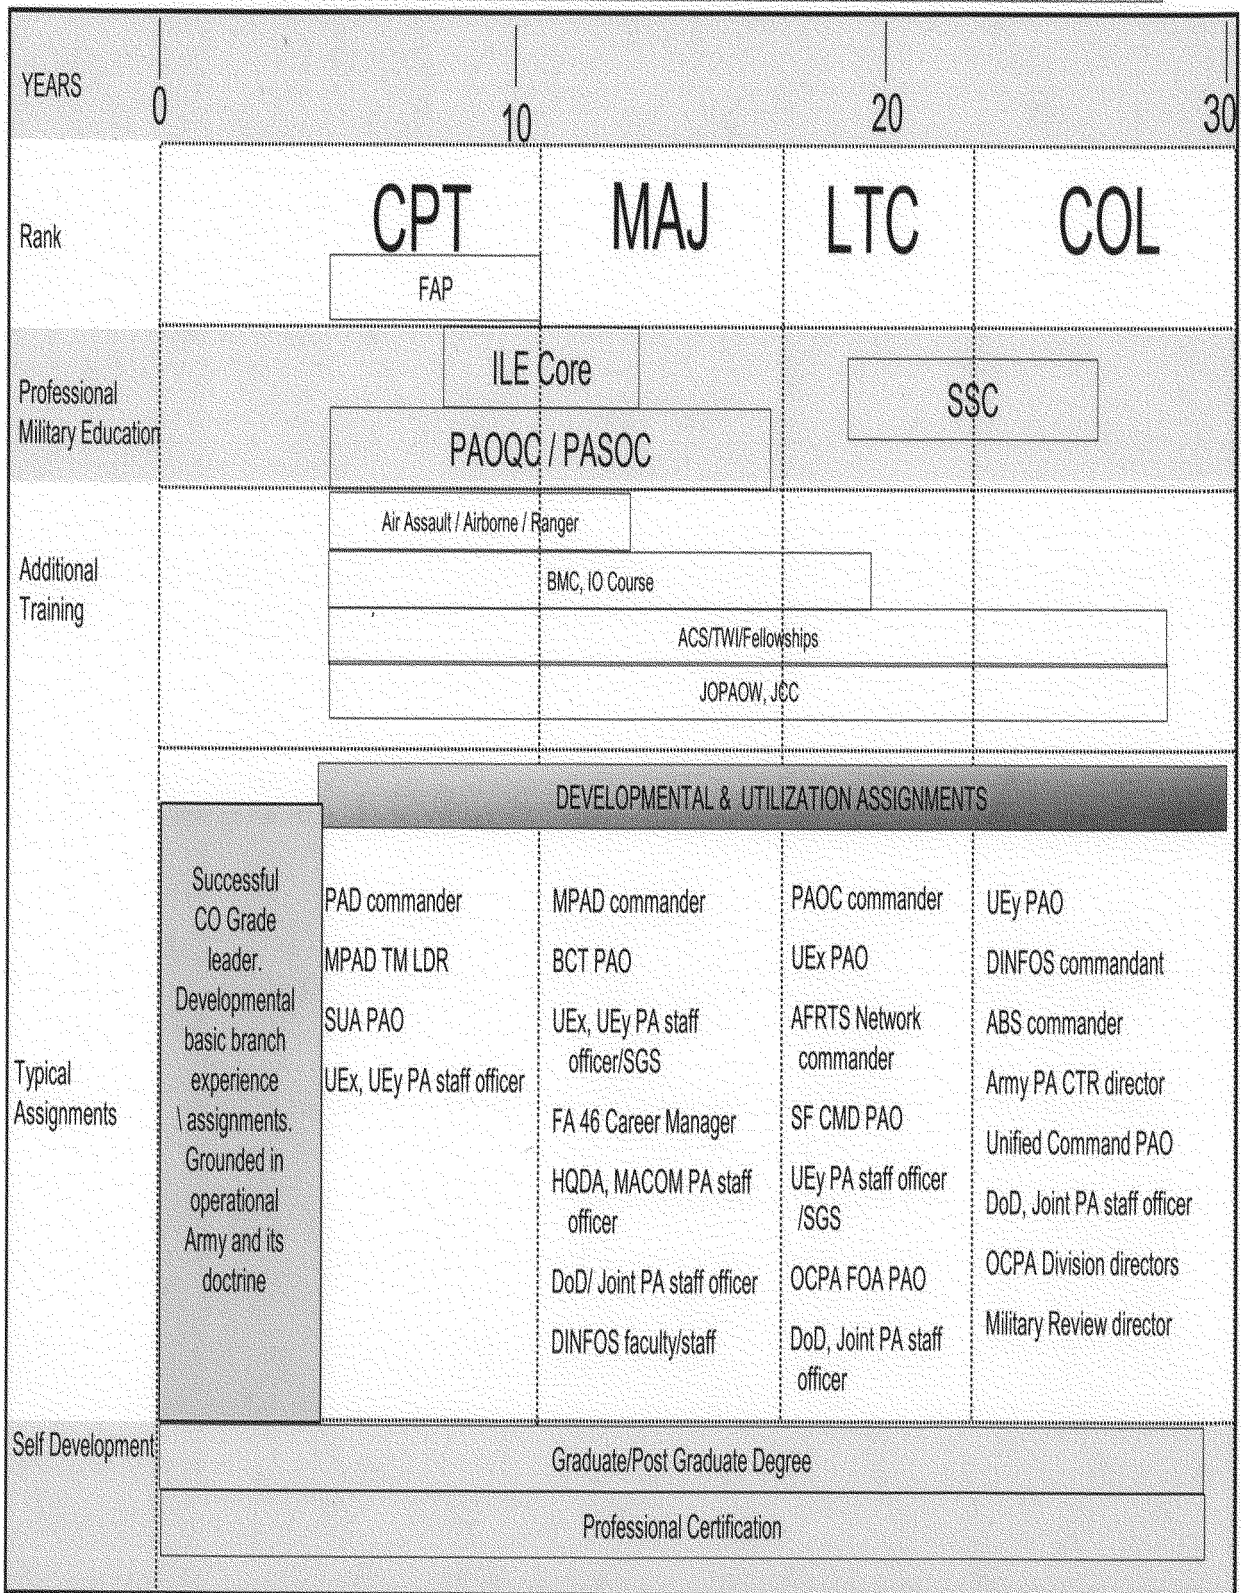 YEARS
0
10
20
30
Rank
CPT
MAJ
LTC
COL
FAP
Professional
Military Education
ILE Core
SSC
PAOQC / PASOC
Additional
Training
Air Assault / Airborne / Ranger
BMC, IO Course
ACS/TWI/Fellowships
JOPAOW, JCC
DEVELOPMENTAL & UTILIZATION ASSIGNMENTS
Typical
Assignments
Successful
CO Grade
leader.
Developmental
basic branch
experience
\ assignments.
Grounded in
operational
Army and its
doctrine
PAD commander
MPAD TM LDR
SUA PAO
UEx, UEy PA staff officer
MPAD commander
BCT PAO
UEx, UEy PA staff
officer/SGS
FA 46 Career Manager
HQDA, MACOM PA staff
officer
DoD/ Joint PA staff officer
DINFOS faculty/staff
PAOC commander
UEx PAO
AFRTS Network
commander
SF CMD PAO
UEy PA staff officer
/SGS
OCPA FOA PAO
DoD, Joint PA staff
officer
UEy PAO
DINFOS commandant
ABS commander
Army PA CTR director
Unified Command PAO
DoD, Joint PA staff officer
OCPA Division directors
Military Review director
Self Development
Graduate/Post Graduate Degree
Professional Certification